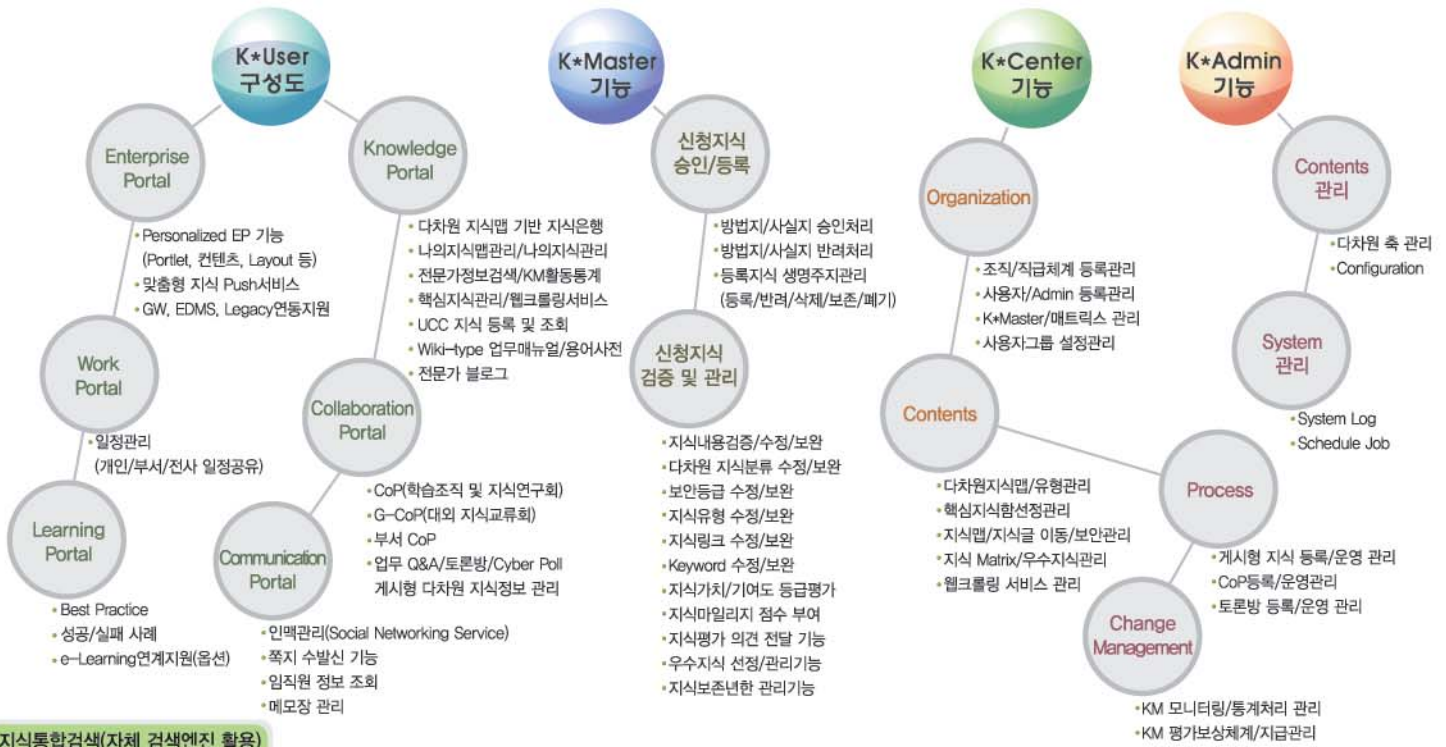 K*User
구성도
Enterprise
Portal
•Personalized EP 기능
(Portlet, 컨텐츠, Layout 등)
•맞춤형 지식 Push서비스
•GW, EDMS, Legacy연동지원
Work
Portal
•일정관리
(개인/부서/전사 일정공유)
Learning
Portal
•Best Practice
•성공/실패 사례
•e-Learning연계지원(옵션)
Knowledge
Portal
•다차원 지식맵 기반 지식은행
•나의지식맵관리/나의지식관리
•전문가정보검색/KM활동통계
•핵심지식관리/웹크롤링서비스
•UCC 지식 등록 및 조회
•Wiki-type 업무매뉴얼/용어사전
•전문가 블로그
Collaboration
Portal
•CoP(학습조직 및 지식연구회)
•G-CoP(대외 지식교류회)
•부서 CoP
•업무 Q&A/토론방/Cyber Poll
게시형 다차원 지식정보 관리
Communication
Portal
•인맥관리(Social Networking Service)
•쪽지 수발신 기능
•임직원 정보 조회
•메모장 관리
지식통합검색(자체 검색엔진 활용)
K*Master
기능
신청지식
승인/등록
•방법지/사실지 승인처리
•방법지/사실지 반려처리
•등록지식 생명주지관리
(등록/반려/삭제/보존/폐기)
신청지식
검증 및 관리
•지식내용검증/수정/보완
•다차원 지식분류 수정/보완
•보안등급 수정/보완
•지식유형 수정/보완
•지식링크 수정/보완
•Keyword 수정/보완
•지식가치/기여도 등급평가
•지식마일리지 점수 부여
•지식평가 의견 전달 기능
•우수지식 선정/관리기능
•지식보존년한 관리기능
K*Center
기능
Organization
•조직/직급체계 등록관리
•사용자/Admin 등록관리
•K*Master/매트릭스 관리
•사용자그룹 설정관리
Contents
•다차원지식맵/유형관리
•핵심지식함선정관리
•지식맵/지식글 이동/보안관리
•지식 Matrix/우수지식관리
•웹크롤링 서비스 관리
Process
•게시형 지식 등록/운영 관리
•CoP등록/운영관리
•토론방 등록/운영 관리
Change
Management
•KM 모니터링/통계처리 관리
•KM 평가보상체계/지급관리
K*Admin
기능
Contents
관리
•다차원 축 관리
•Configuration
System
관리
•System Log
•Schedule Job